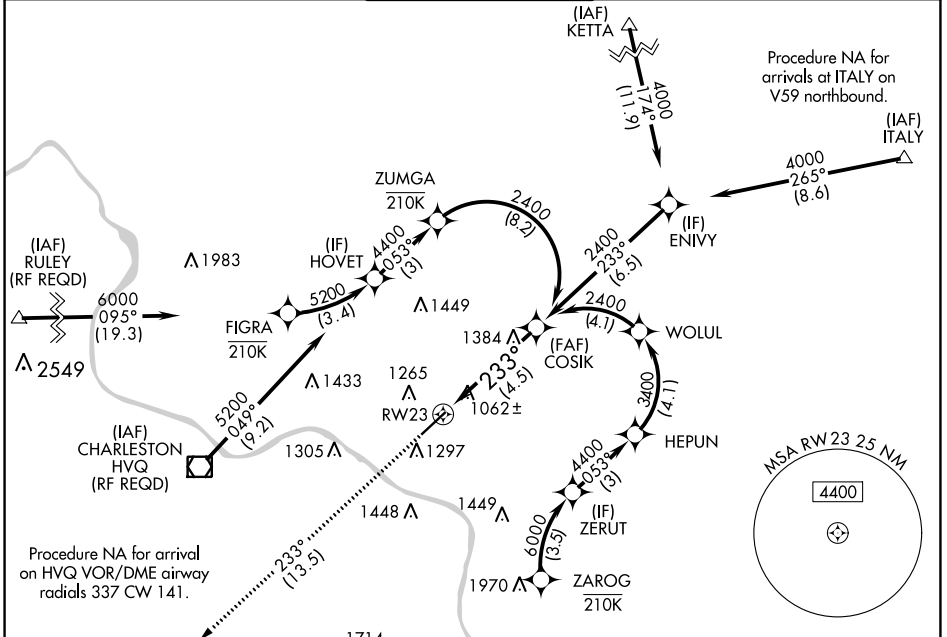 (IAF)
KETTA
4000
174°
(11.9)
Procedure NA for
arrivals at ITALY on
V59 northbound.
(IAF)
ITALY
4000
265°
(8.6)
ZUMGA
210K
2400
(8.2)
(IF)
ENIVY
2400
233°
(6.5)
(IAF)
RULEY
(RF REQD)
6000
095°
(19.3)
1983
(IF)
HOVET
4400
053°
(3)
5200
(3.4)
FIGRA
210K
1449
2400
(4.1)
WOLUL
1384
(FAF)
COSIK
2549
1433
1265
233°
(4.5)
RW23
1062±
3400
(4.1)
5200
049°
(9.2)
(IAF)
CHARLESTON
HVQ
(RF REQD)
1305
1297
HEPUN
4400
053°
(3)
MSA RW 23 25 NM
4400
1448
1449
(IF)
ZERUT
6000
(3.5)
Procedure NA for arrival
on HVQ VOR/DME airway
radials 337 CW 141.
233°
(13.5)
1970
ZAROG
210K
1714